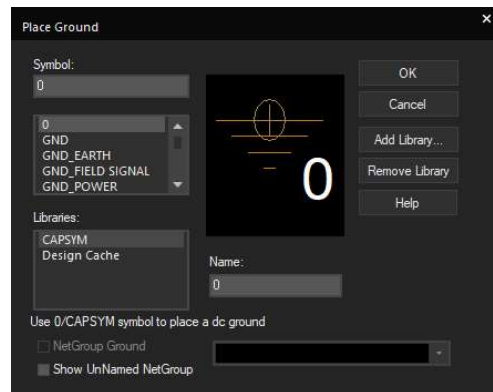 Place Ground
×
Symbol:
0
0
GND
GND_EARTH
GND_FIELD SIGNAL
GND_POWER
Libraries:
CAPSYM
Design Cache
0
Name:
0
OK
Cancel
Add Library...
Remove Library
Help
Use 0/CAPSYM symbol to place a dc ground
NetGroup Ground
Show UnNamed NetGroup